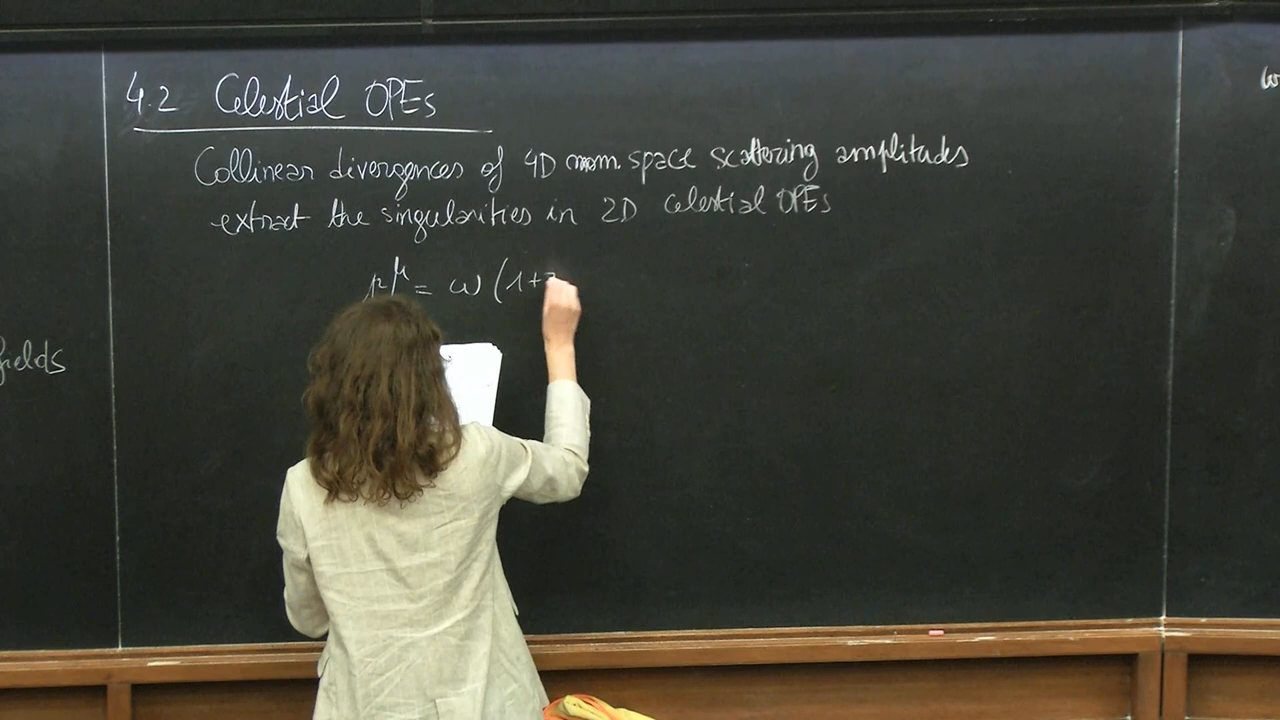 4.2 Celestial OPEs
Collinear divergences of 4D mom. space scattering amplitudes
extract the singularities in 2D celestial OPEs
p^μ = ω (1+z
fields